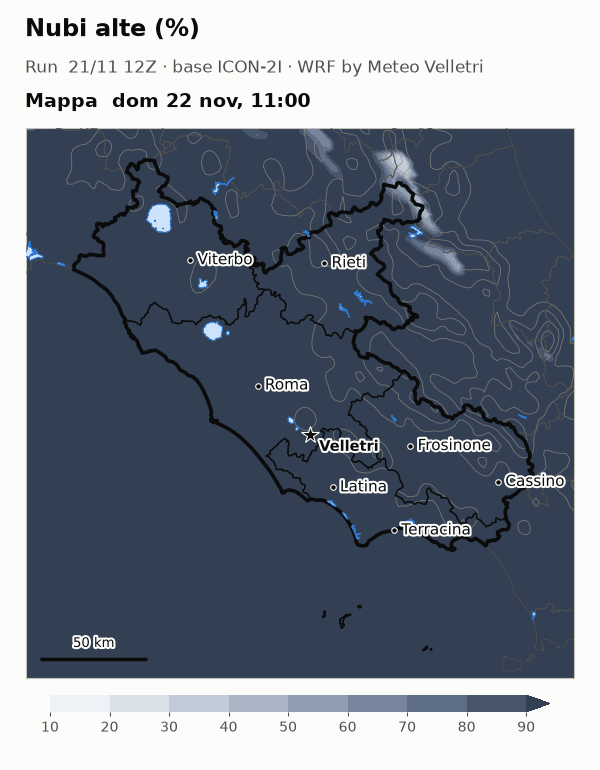 Nubi alte (%)
Run  21/11 12Z · base ICON-2I · WRF by Meteo Velletri
Mappa  dom 22 nov, 11:00
Viterbo
Rieti
Roma
Velletri
Frosinone
Latina
Cassino
Terracina
50 km
10 20 30 40 50 60 70 80 90